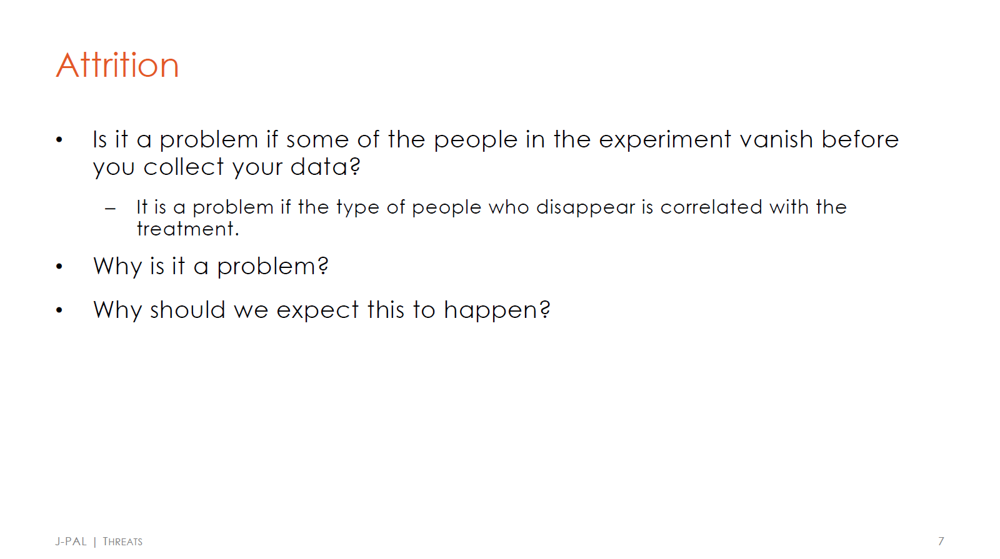 Attrition
• Is it a problem if some of the people in the experiment vanish before
you collect your data?
– It is a problem if the type of people who disappear is correlated with the
treatment.
• Why is it a problem?
• Why should we expect this to happen?
J-PAL | THREATS
7